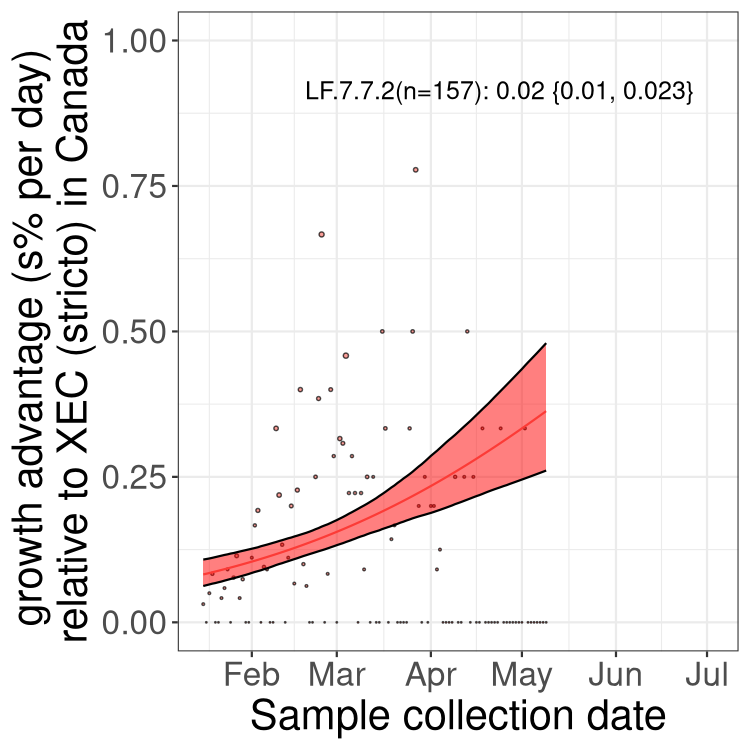 growth advantage (s% per day)
relative to XEC (stricto) in Canada
1.00
0.75
0.50
0.25
0.00
LF.7.7.2(n=157): 0.02 {0.01, 0.023}
Feb Mar Apr May Jun Jul
Sample collection date